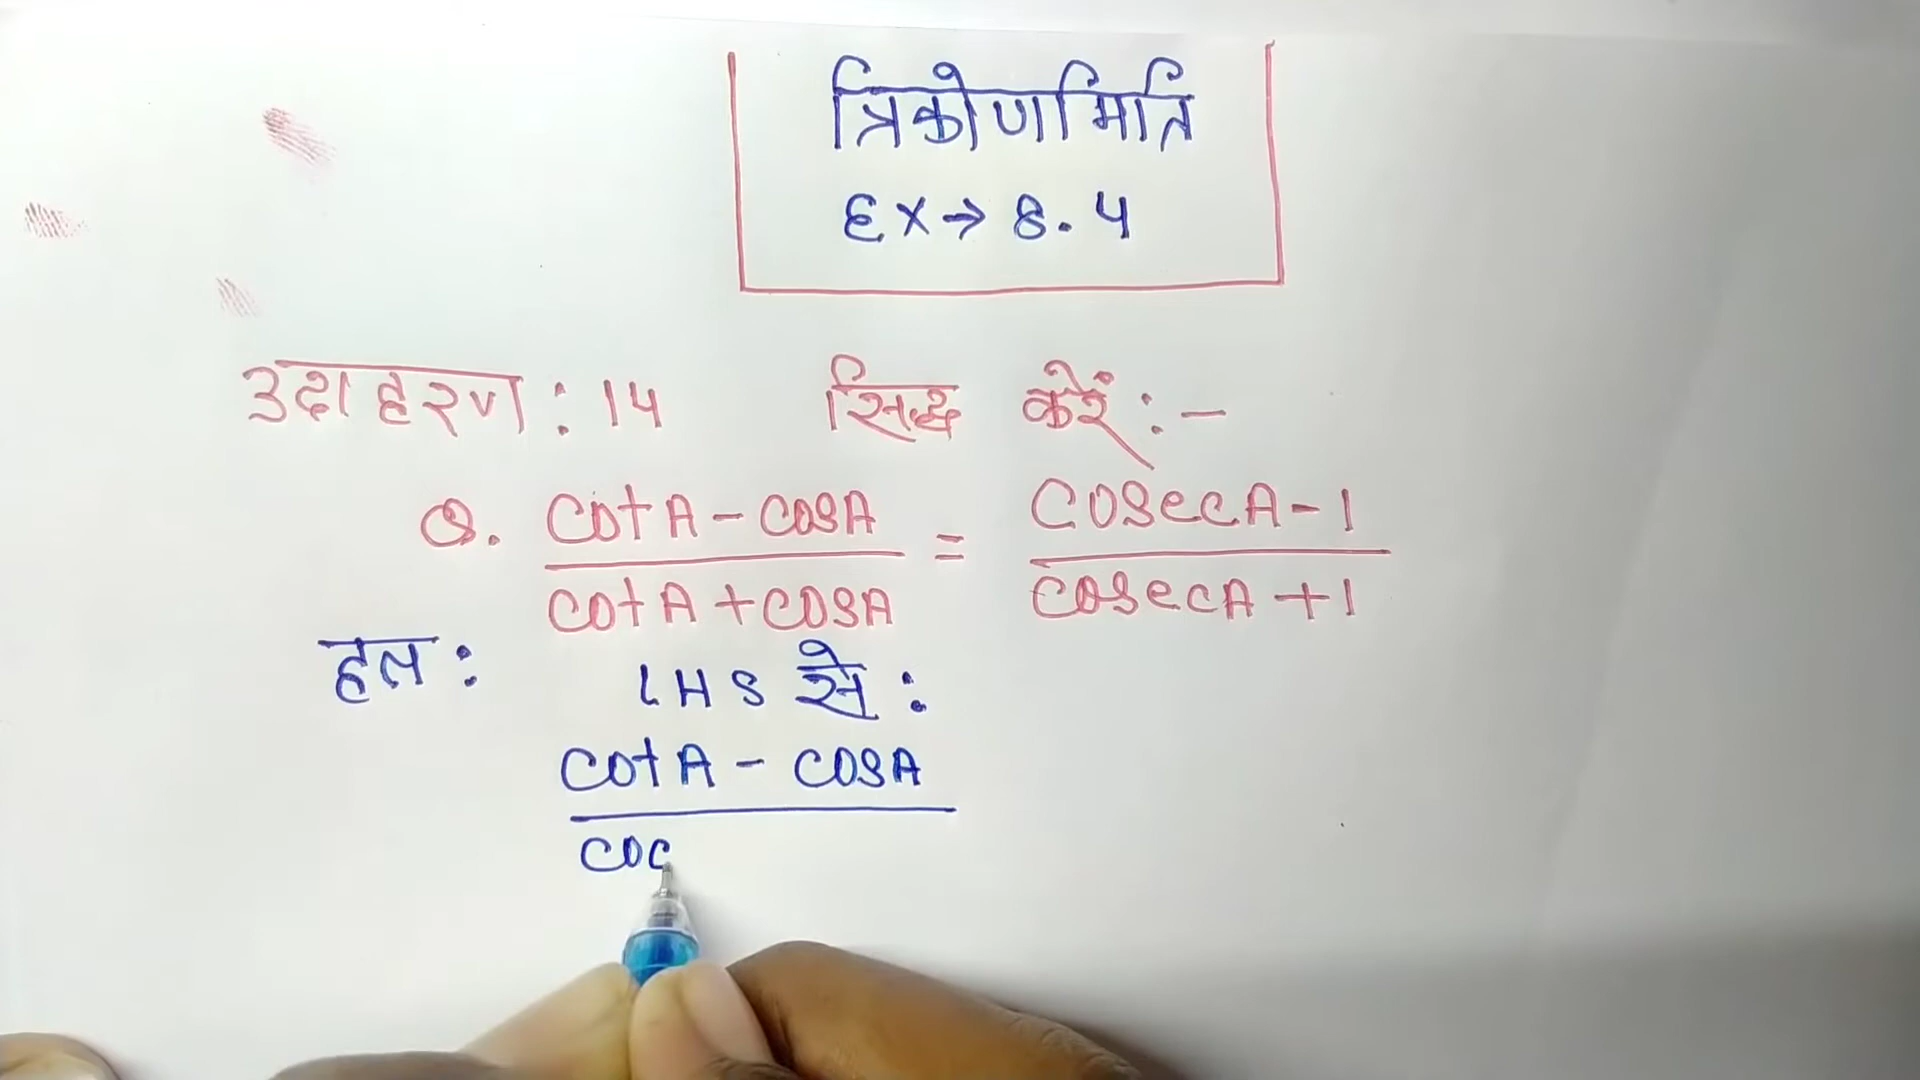 त्रिकोणमिति
Ex→ 8.4
उदाहरण : 14 सिद्ध करें :-
Q. cotA - cosA / cotA + cosA = cosecA - 1 / cosecA + 1
हल : LHS से :
cotA - cosA